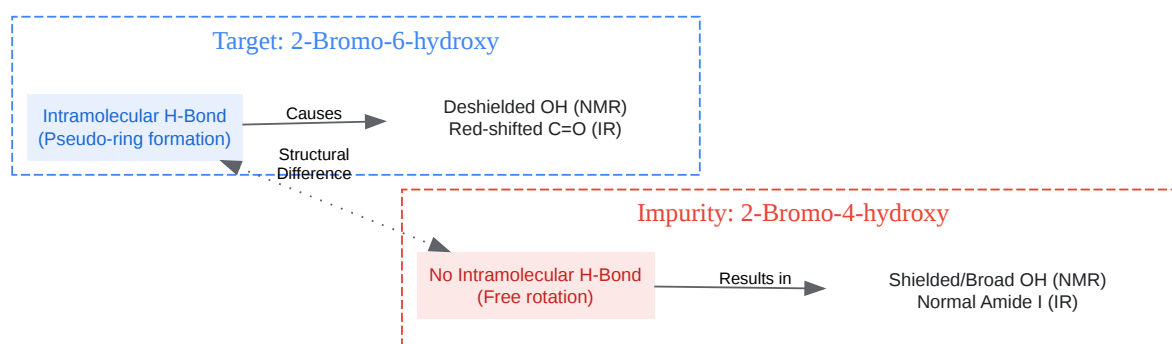 Target: 2-Bromo-6-hydroxy
Intramolecular H-Bond
(Pseudo-ring formation)
Causes
Deshielded OH (NMR)
Red-shifted C=O (IR)
Structural
Difference
Impurity: 2-Bromo-4-hydroxy
No Intramolecular H-Bond
(Free rotation)
Results in
Shielded/Broad OH (NMR)
Normal Amide I (IR)